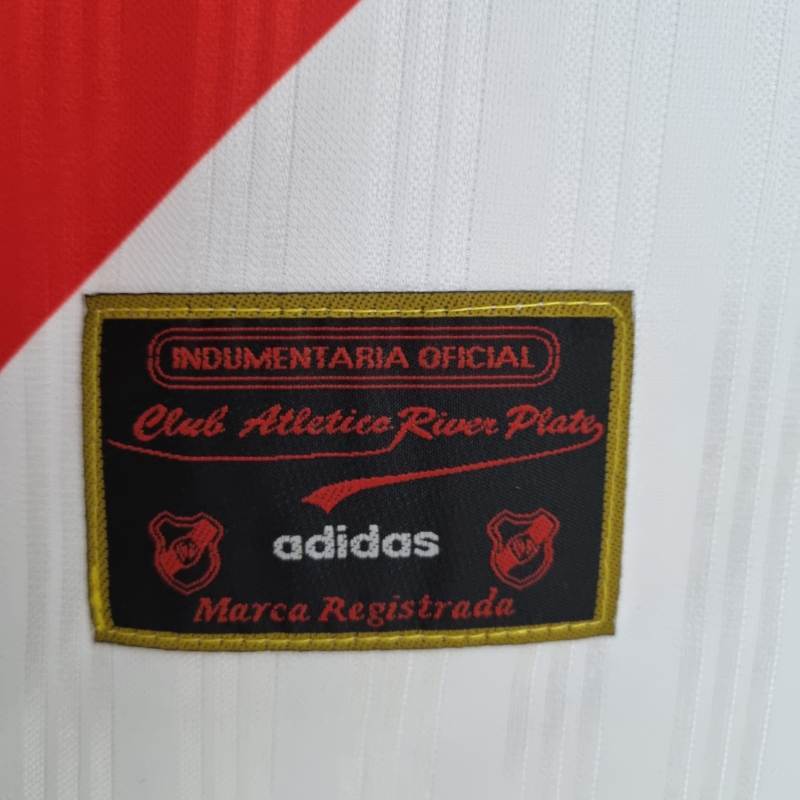 INDUMENTARIA OFICIAL
Club Atletico River Plate
adidas
Marca Registrada